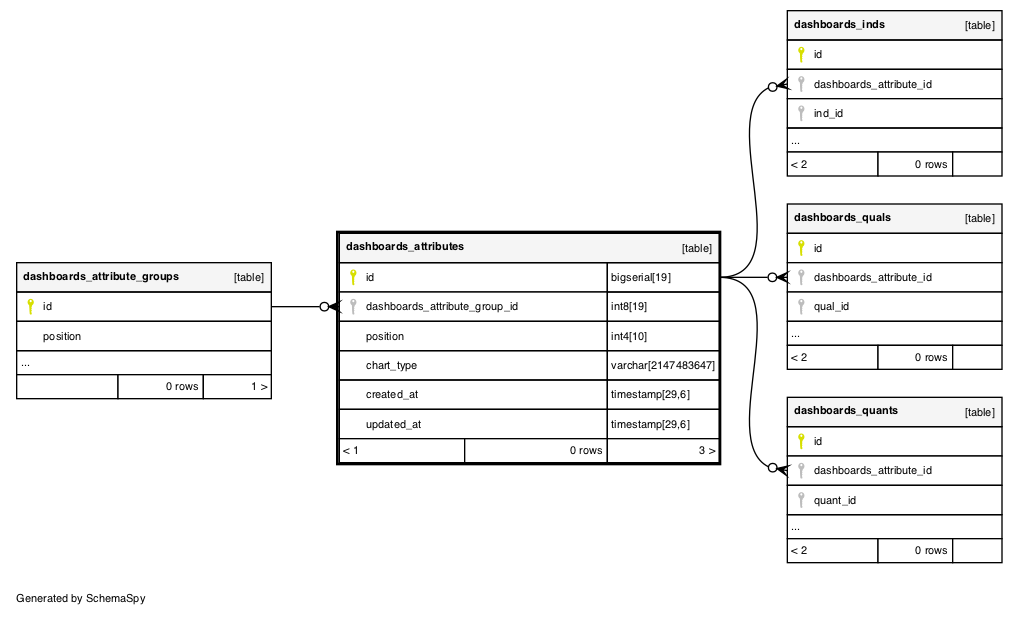 dashboards_attribute_groups [table]
id
position
...
0 rows 1 >
dashboards_attributes [table]
id bigserial[19]
dashboards_attribute_group_id int8[19]
position int4[10]
chart_type varchar[2147483647]
created_at timestamp[29,6]
updated_at timestamp[29,6]
< 1 0 rows 3 >
dashboards_inds [table]
id
dashboards_attribute_id
ind_id
...
< 2 0 rows
dashboards_quals [table]
id
dashboards_attribute_id
qual_id
...
< 2 0 rows
dashboards_quants [table]
id
dashboards_attribute_id
quant_id
...
< 2 0 rows
Generated by SchemaSpy